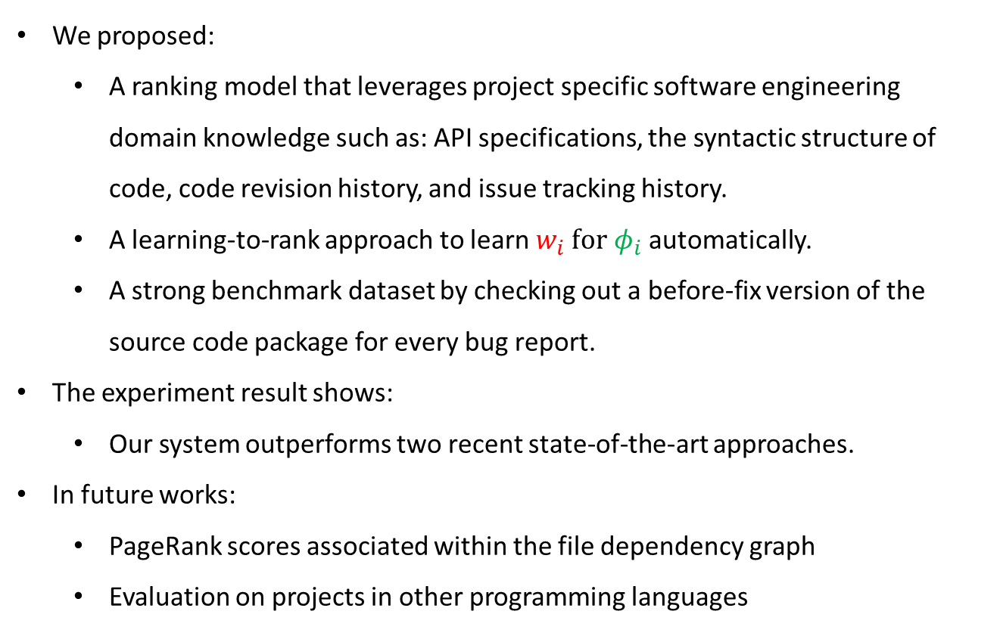 • We proposed:
• A ranking model that leverages project specific software engineering
domain knowledge such as: API specifications, the syntactic structure of
code, code revision history, and issue tracking history.
• A learning-to-rank approach to learn wᵢ for ϕᵢ automatically.
• A strong benchmark dataset by checking out a before-fix version of the
source code package for every bug report.
• The experiment result shows:
• Our system outperforms two recent state-of-the-art approaches.
• In future works:
• PageRank scores associated within the file dependency graph
• Evaluation on projects in other programming languages